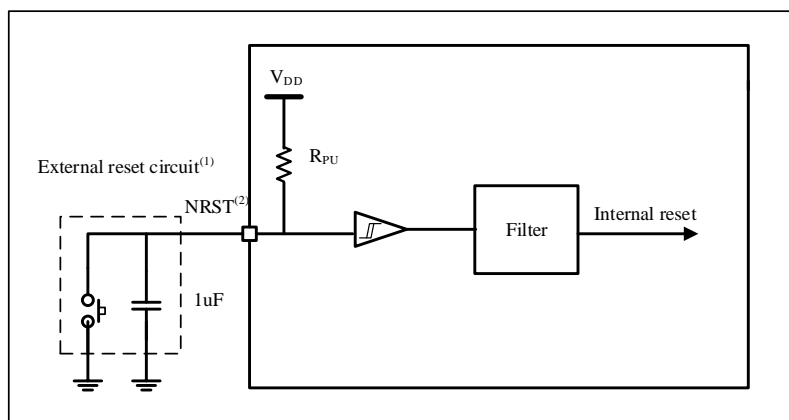 V_DD
R_PU
External reset circuit(1)
NRST(2)
Filter
Internal reset
1uF